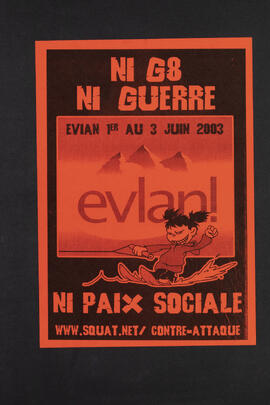 NI G8
NI GUERRE
EVIAN 1ER AU 3 JUIN 2003
evian!
NI PAIX SOCIALE
WWW.SQUAT.NET/ CONTRE-ATTAQUE